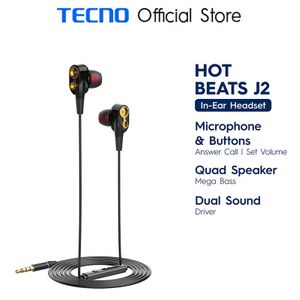 TECNO Official Store
HOT
BEATS J2
In-Ear Headset
Microphone
& Buttons
Answer Call | Set Volume
Quad Speaker
Mega Bass
Dual Sound
Driver